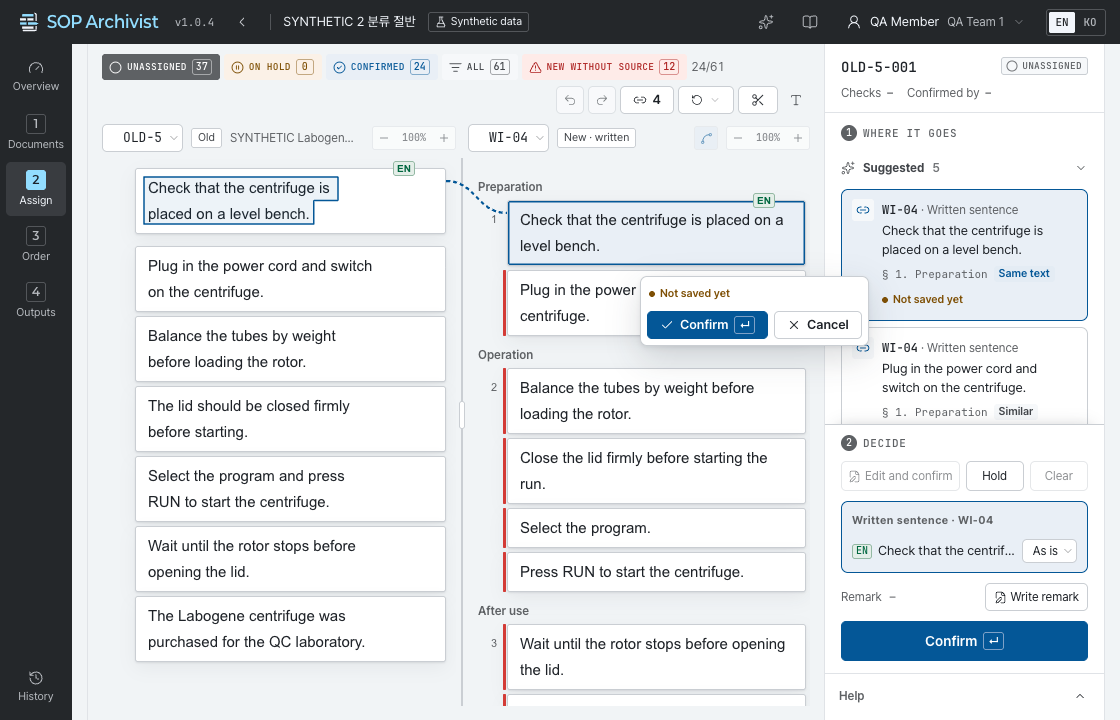 SOP Archivist v1.0.4
SYNTHETIC 2 분류 절반
Synthetic data
QA Member QA Team 1
EN KO
Overview
1
Documents
2
Assign
3
Order
4
Outputs
History
UNASSIGNED 37
ON HOLD 0
CONFIRMED 24
ALL 61
NEW WITHOUT SOURCE 12
24/61
4
OLD-5
Old
SYNTHETIC Labogen...
100%
EN
Check that the centrifuge is
placed on a level bench.
Plug in the power cord and switch
on the centrifuge.
Balance the tubes by weight
before loading the rotor.
The lid should be closed firmly
before starting.
Select the program and press
RUN to start the centrifuge.
Wait until the rotor stops before
opening the lid.
The Labogene centrifuge was
purchased for the QC laboratory.
WI-04
New · written
100%
Preparation
EN
1
Check that the centrifuge is placed on a
level bench.
Plug in the power
centrifuge.
Not saved yet
Confirm
Cancel
Operation
2
Balance the tubes by weight before
loading the rotor.
Close the lid firmly before starting the
run.
Select the program.
Press RUN to start the centrifuge.
After use
3
Wait until the rotor stops before opening
the lid.
OLD-5-001
UNASSIGNED
Checks – Confirmed by –
1 WHERE IT GOES
Suggested 5
WI-04 · Written sentence
Check that the centrifuge is
placed on a level bench.
§ 1. Preparation Same text
Not saved yet
WI-04 · Written sentence
Plug in the power cord and
switch on the centrifuge.
§ 1. Preparation Similar
2 DECIDE
Edit and confirm
Hold
Clear
Written sentence · WI-04
EN Check that the centrif... As is
Remark –
Write remark
Confirm
Help